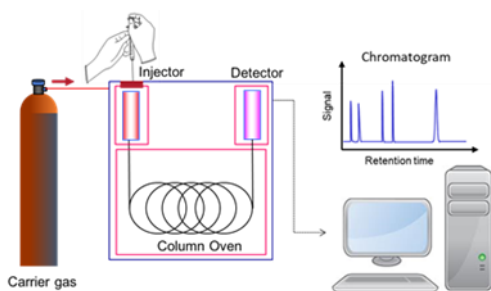 Injector
Detector
Chromatogram
Signal
Retention time
Column Oven
Carrier gas